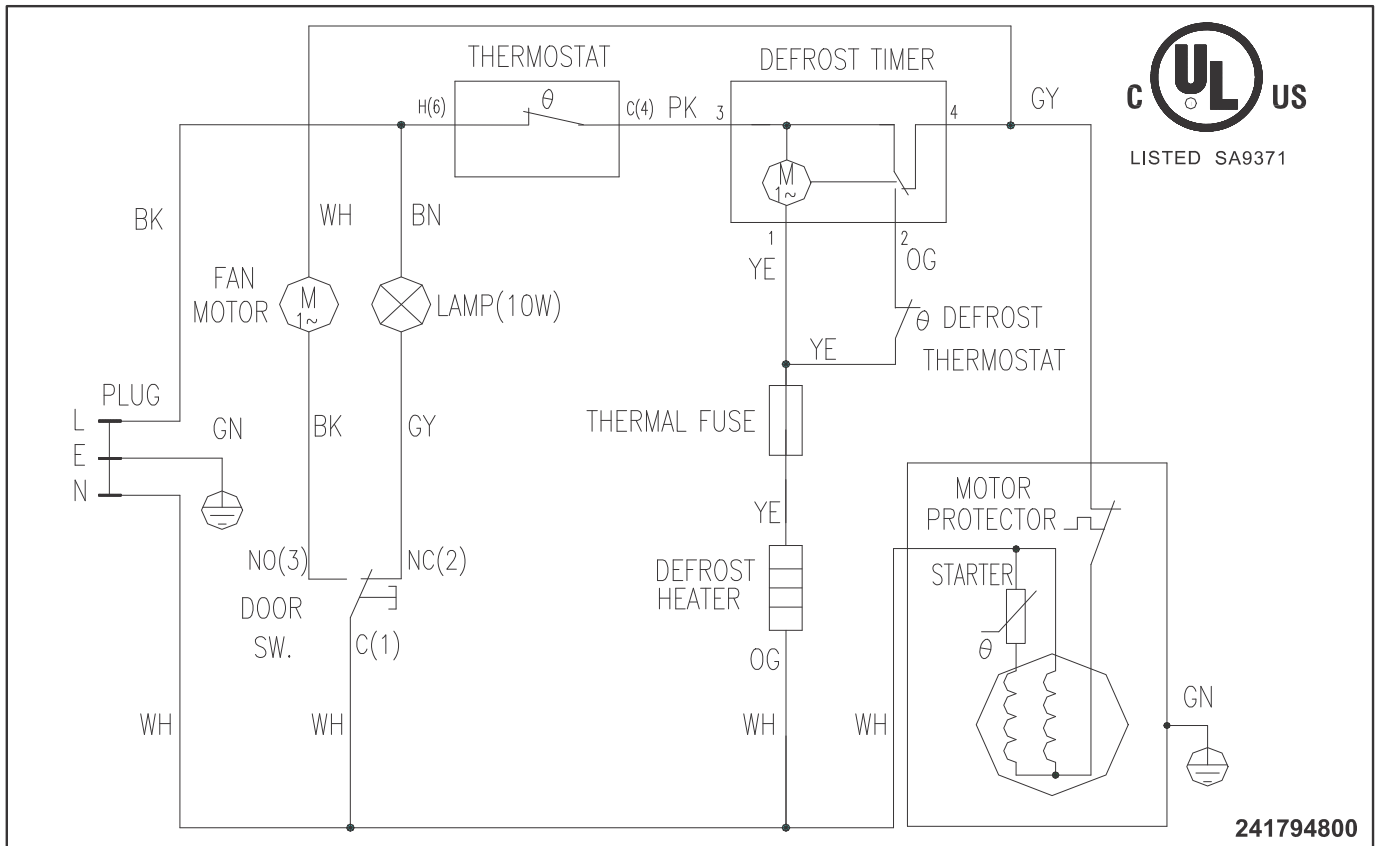 THERMOSTAT
DEFROST TIMER
C UL US
LISTED SA9371
H(6)
θ
C(4)
PK
3
4
GY
M
1~
BK
WH
BN
1
2
YE
OG
FAN
MOTOR
M
1~
LAMP(10W)
θ
DEFROST
THERMOSTAT
YE
PLUG
L
E
N
GN
BK
GY
THERMAL FUSE
MOTOR
PROTECTOR
YE
NO(3)
NC(2)
DEFROST
HEATER
STARTER
θ
DOOR
SW.
C(1)
OG
GN
WH
WH
WH
WH
241794800